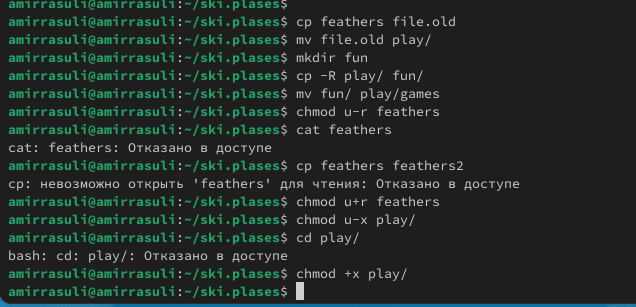 amirrasuli@amirrasuli:~/ski.plases$
amirrasuli@amirrasuli:~/ski.plases$ cp feathers file.old
amirrasuli@amirrasuli:~/ski.plases$ mv file.old play/
amirrasuli@amirrasuli:~/ski.plases$ mkdir fun
amirrasuli@amirrasuli:~/ski.plases$ cp -R play/ fun/
amirrasuli@amirrasuli:~/ski.plases$ mv fun/ play/games
amirrasuli@amirrasuli:~/ski.plases$ chmod u-r feathers
amirrasuli@amirrasuli:~/ski.plases$ cat feathers
cat: feathers: Отказано в доступе
amirrasuli@amirrasuli:~/ski.plases$ cp feathers feathers2
cp: невозможно открыть 'feathers' для чтения: Отказано в доступе
amirrasuli@amirrasuli:~/ski.plases$ chmod u+r feathers
amirrasuli@amirrasuli:~/ski.plases$ chmod u-x play/
amirrasuli@amirrasuli:~/ski.plases$ cd play/
bash: cd: play/: Отказано в доступе
amirrasuli@amirrasuli:~/ski.plases$ chmod +x play/
amirrasuli@amirrasuli:~/ski.plases$